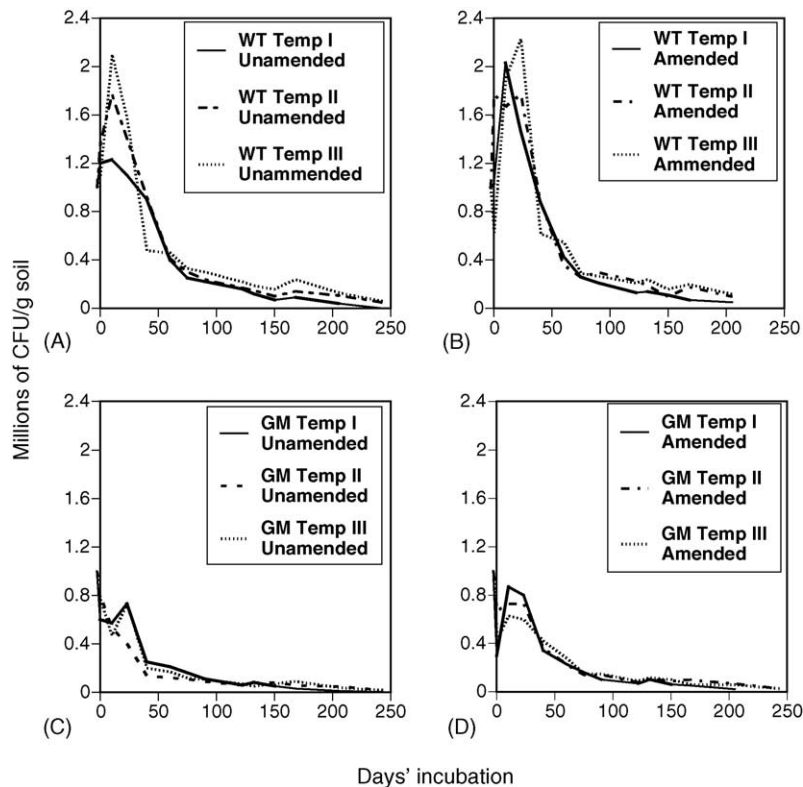 2.4
2
1.6
1.2
0.8
0.4
0
0 50 100 150 200 250
(A)
WT Temp I
Unamended
WT Temp II
Unamended
WT Temp III
Unammended
2.4
2
1.6
1.2
0.8
0.4
0
0 50 100 150 200 250
(B)
WT Temp I
Amended
WT Temp II
Amended
WT Temp III
Ammended
Millions of CFU/g soil
2.4
2
1.6
1.2
0.8
0.4
0
0 50 100 150 200 250
(C)
GM Temp I
Unamended
GM Temp II
Unamended
GM Temp III
Unamended
2.4
2
1.6
1.2
0.8
0.4
0
0 50 100 150 200 250
(D)
GM Temp I
Amended
GM Temp II
Amended
GM Temp III
Amended
Days' incubation